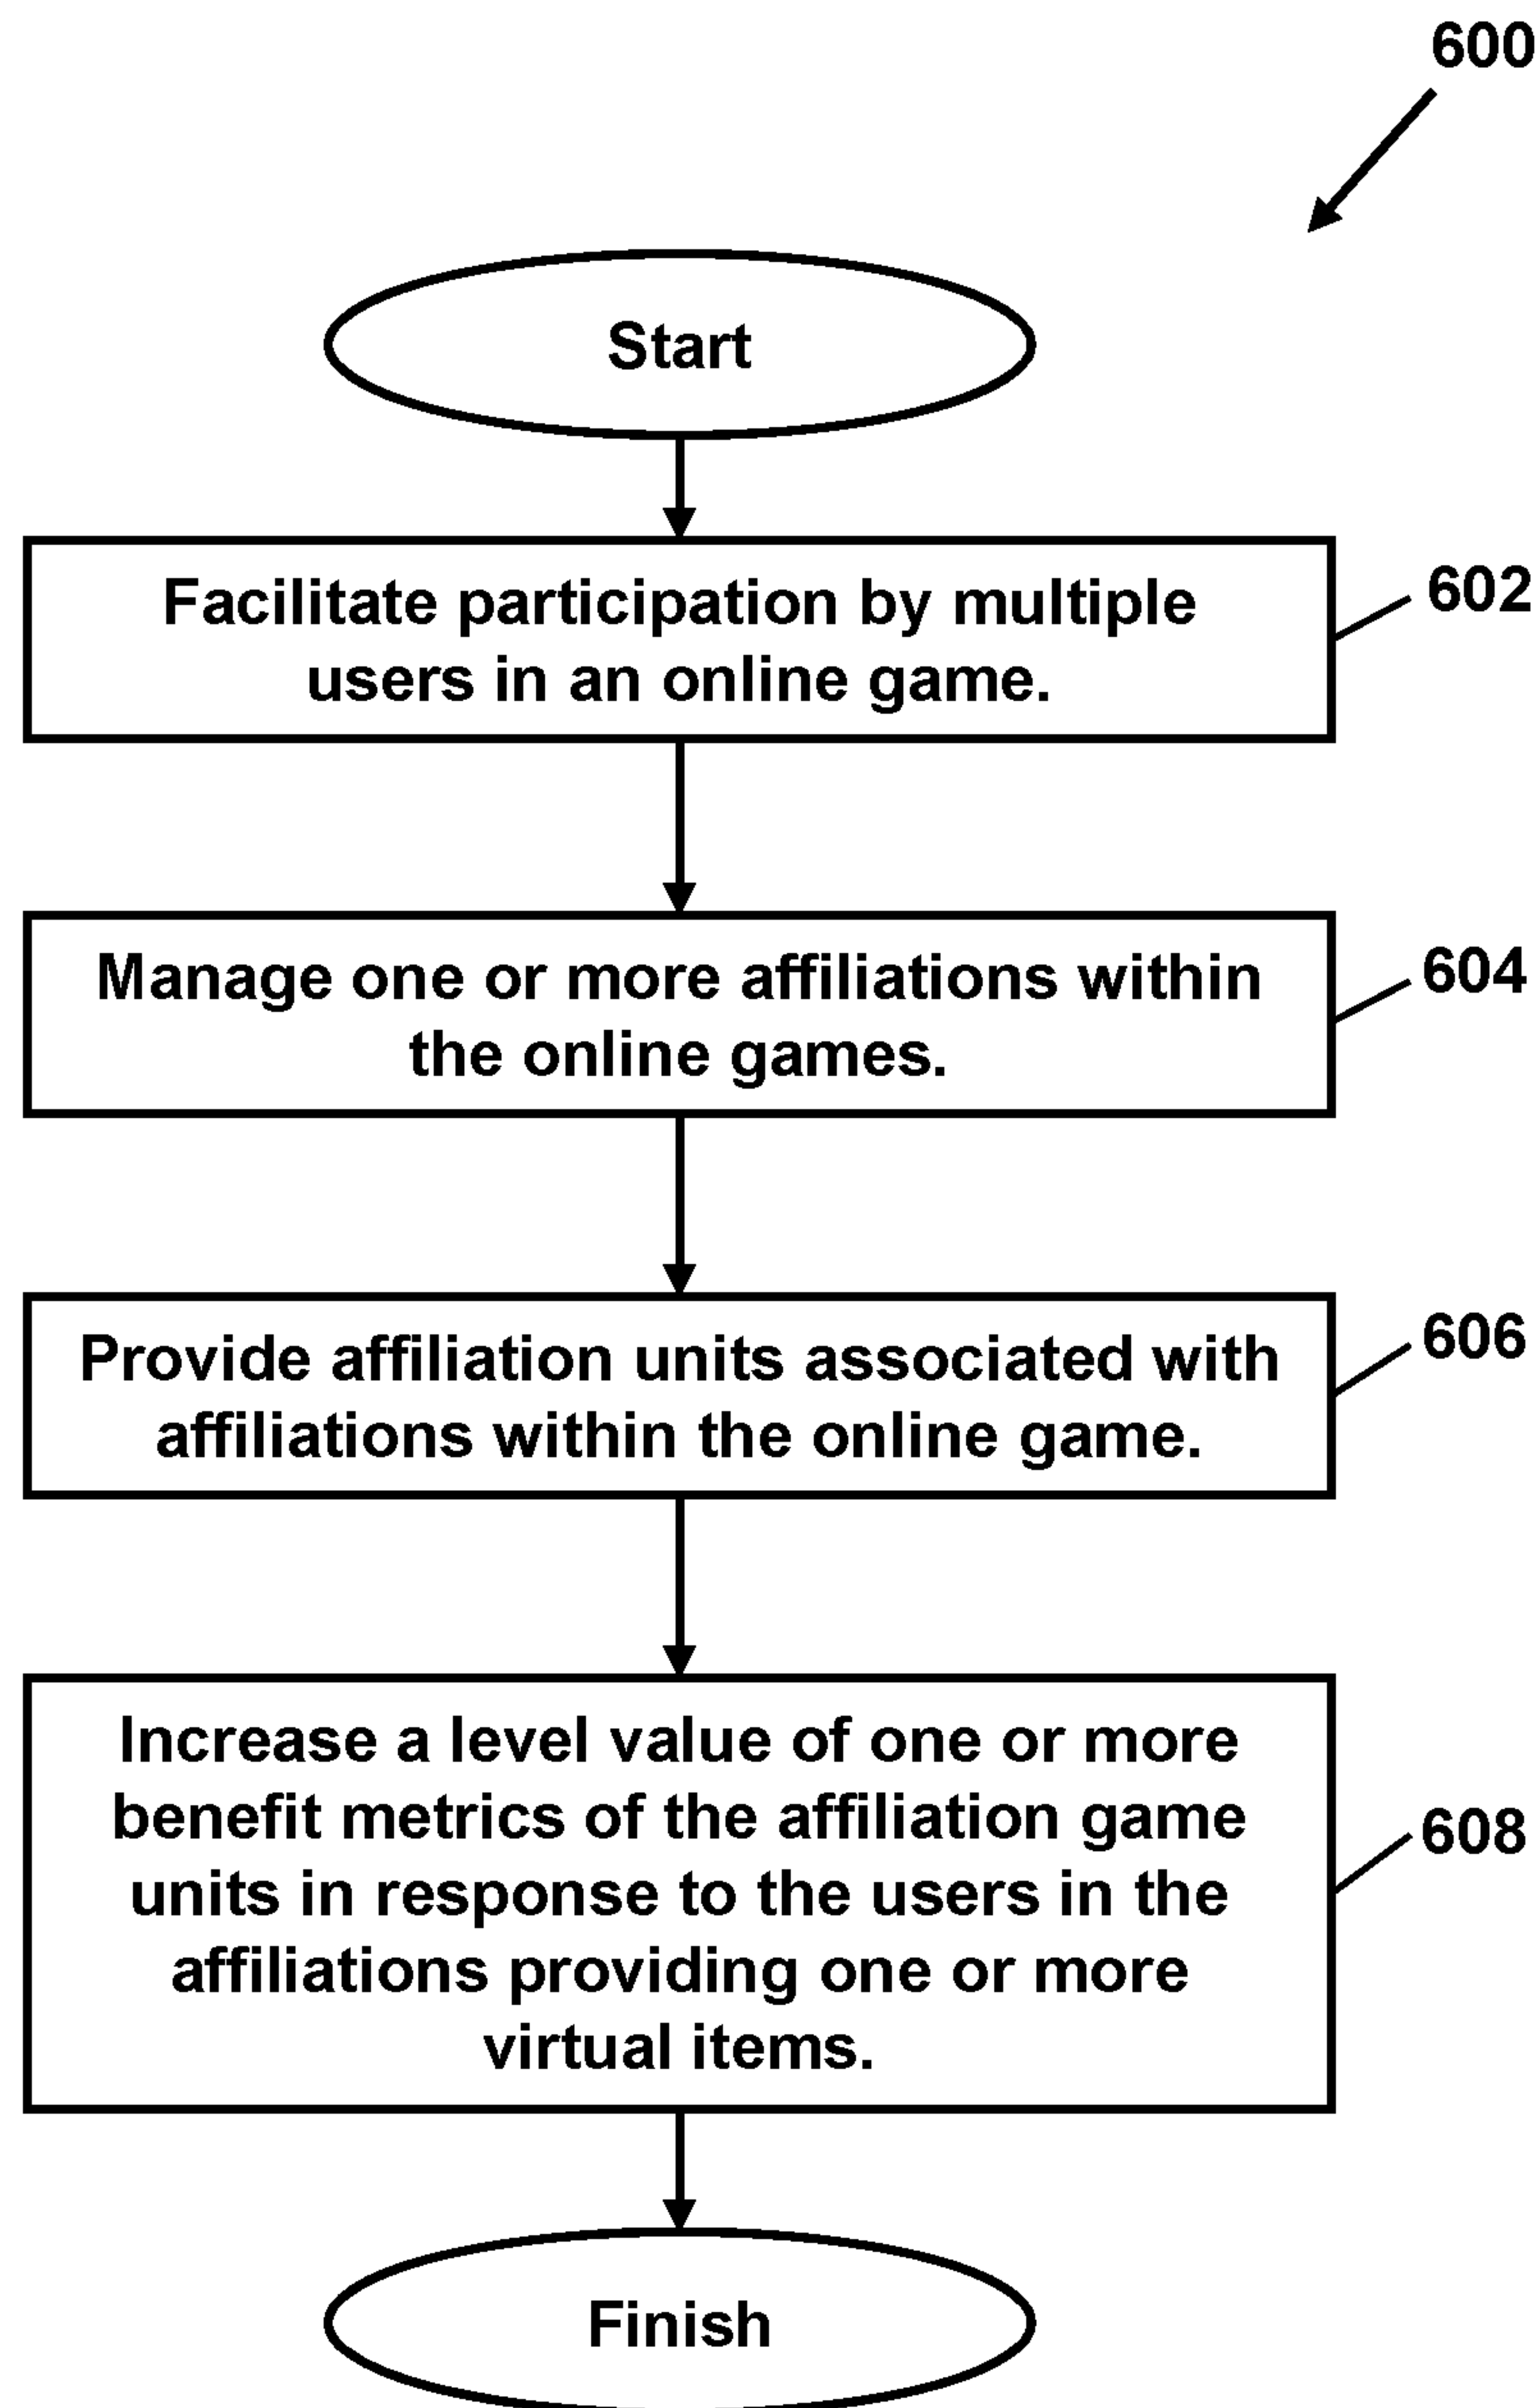 600
Start
Facilitate participation by multiple
users in an online game.
602
Manage one or more affiliations within
the online games.
604
Provide affiliation units associated with
affiliations within the online game.
606
Increase a level value of one or more
benefit metrics of the affiliation game
units in response to the users in the
affiliations providing one or more
virtual items.
608
Finish